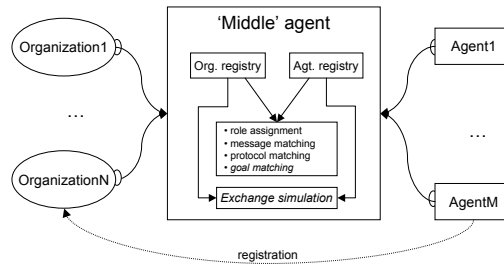 'Middle' agent
Organization1
Org. registry
Agt. registry
Agent1
...
• role assignment
• message matching
• protocol matching
• goal matching
...
OrganizationN
Exchange simulation
AgentM
registration